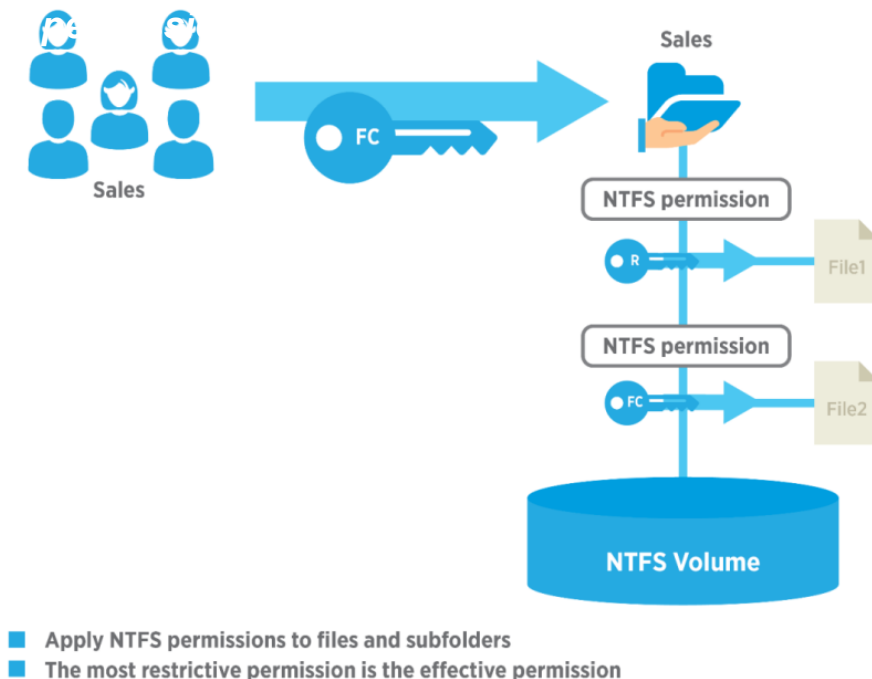 Sales
FC
Sales
NTFS permission
R
File1
NTFS permission
FC
File2
NTFS Volume
Apply NTFS permissions to files and subfolders
The most restrictive permission is the effective permission